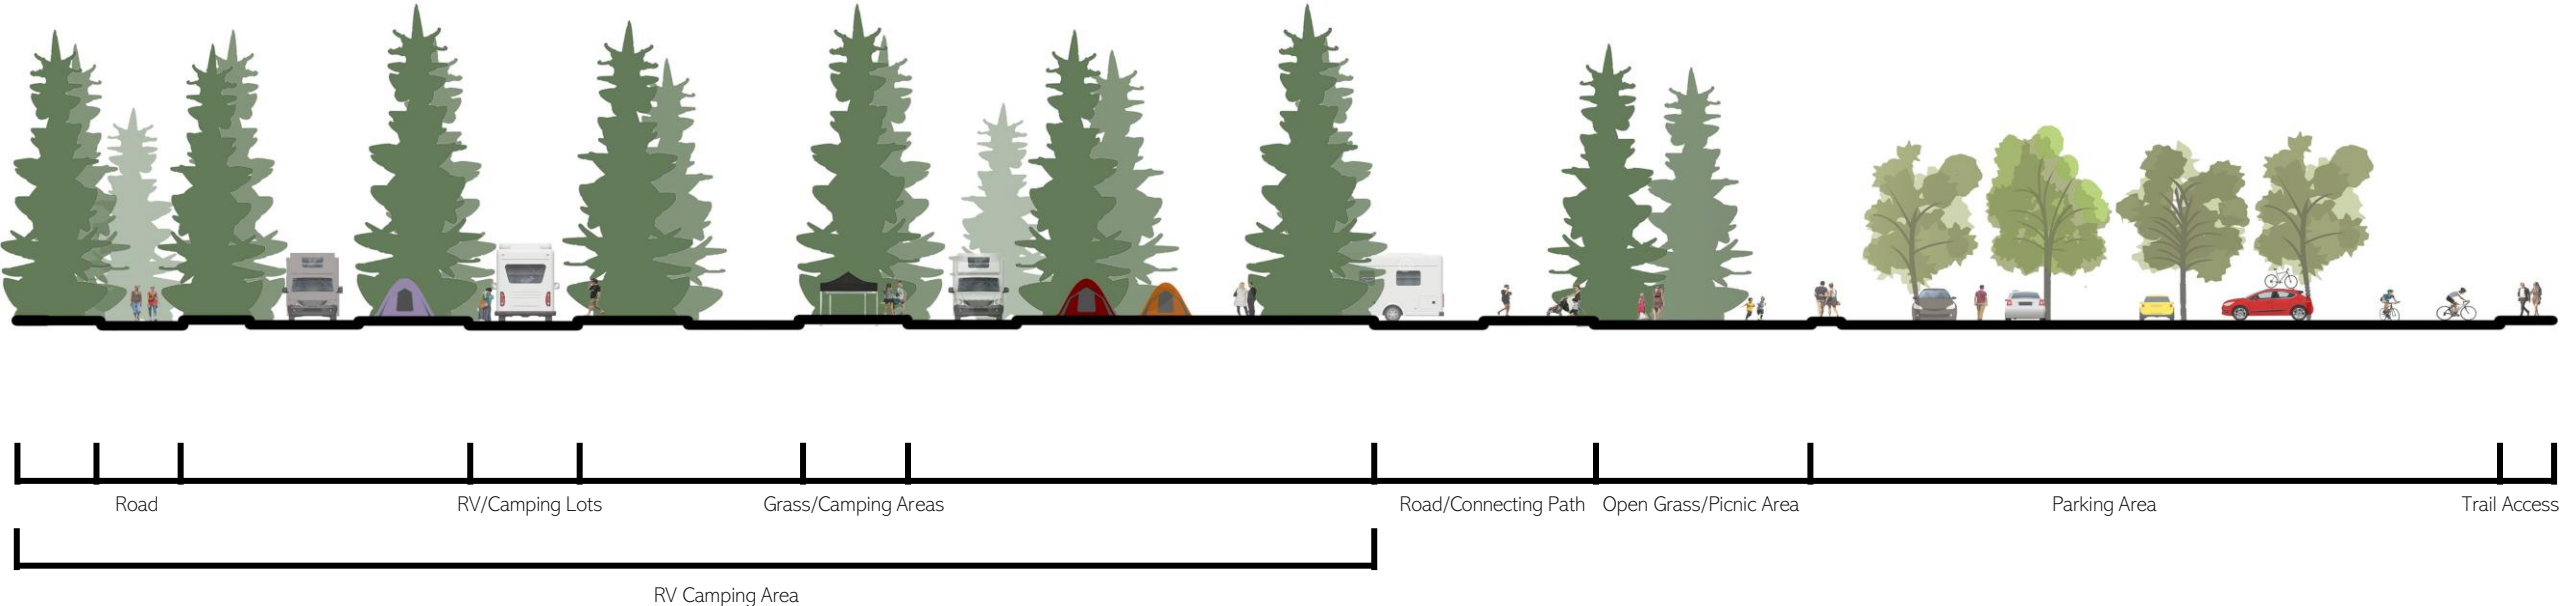 Road
RV/Camping Lots
Grass/Camping Areas
Road/Connecting Path
Open Grass/Picnic Area
Parking Area
Trail Access
RV Camping Area